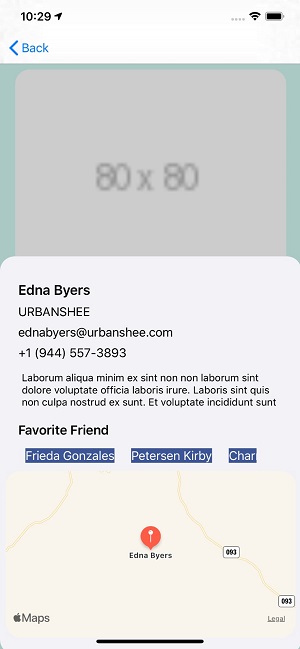 10:29
Back
80 x 80
Edna Byers
URBANSHEE
ednabyers@urbanshee.com
+1 (944) 557-3893
Laborum aliqua minim ex sint non non laborum sint
dolore voluptate officia laboris irure. Laboris sint quis
non culpa nostrud ex sunt. Et voluptate incididunt sunt
Favorite Friend
Frieda Gonzales Petersen Kirby Char
Edna Byers
093
093
Maps
Legal